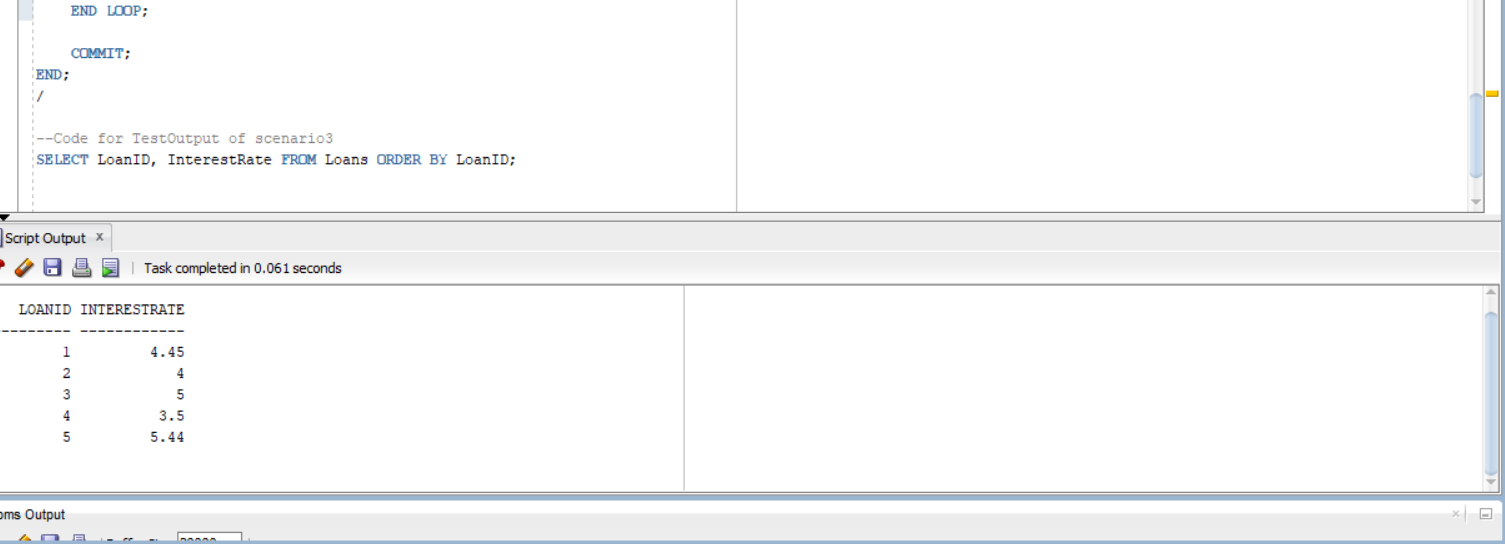 END LOOP;
COMMIT;
END;
/
--Code for TestOutput of scenario3
SELECT LoanID, InterestRate FROM Loans ORDER BY LoanID;
Script Output x
Task completed in 0.061 seconds
LOANID INTERESTRATE
-------- ------------
1 4.45
2 4
3 5
4 3.5
5 5.44
Output